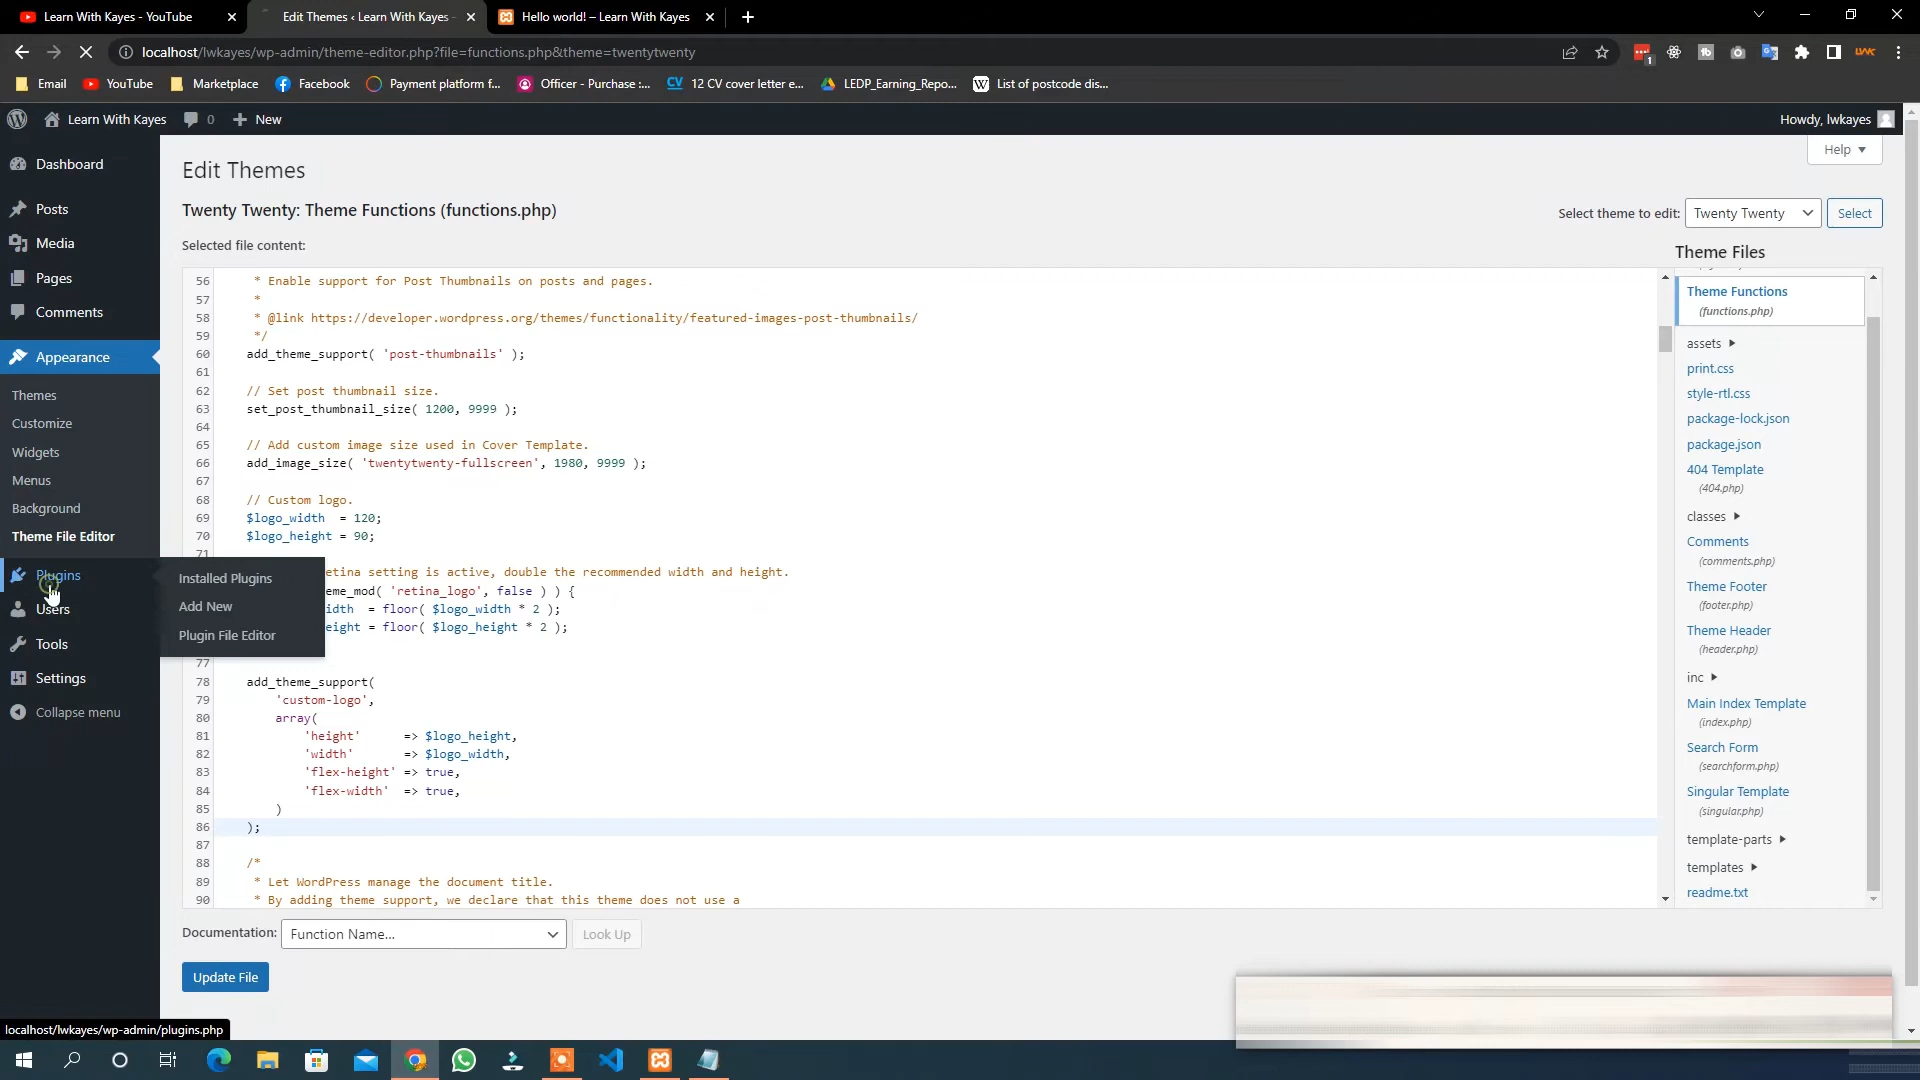 Learn With Kayes - YouTube
Edit Themes ‹ Learn With Kayes -
Hello world! – Learn With Kayes
localhost/lwkayes/wp-admin/theme-editor.php?file=functions.php&theme=twentytwenty
Email
YouTube
Marketplace
Facebook
Payment platform f...
Officer - Purchase :...
12 CV cover letter e...
LEDP_Earning_Repo...
List of postcode dis...
Learn With Kayes
0
New
Howdy, lwkayes
Dashboard
Posts
Media
Pages
Comments
Appearance
Themes
Customize
Widgets
Menus
Background
Theme File Editor
Plugins
Users
Tools
Settings
Collapse menu
Installed Plugins
Add New
Plugin File Editor
Help
Edit Themes
Twenty Twenty: Theme Functions (functions.php)
Select theme to edit:
Twenty Twenty
Select
Selected file content:
56 * Enable support for Post Thumbnails on posts and pages.
57 *
58 * @link https://developer.wordpress.org/themes/functionality/featured-images-post-thumbnails/
59 */
60 add_theme_support( 'post-thumbnails' );
61
62 // Set post thumbnail size.
63 set_post_thumbnail_size( 1200, 9999 );
64
65 // Add custom image size used in Cover Template.
66 add_image_size( 'twentytwenty-fullscreen', 1980, 9999 );
67
68 // Custom logo.
69 $logo_width  = 120;
70 $logo_height = 90;
71
etina setting is active, double the recommended width and height.
eme_mod( 'retina_logo', false ) ) {
idth  = floor( $logo_width * 2 );
eight = floor( $logo_height * 2 );
77
78 add_theme_support(
79 'custom-logo',
80 array(
81 'height'      => $logo_height,
82 'width'       => $logo_width,
83 'flex-height' => true,
84 'flex-width'  => true,
85 )
86 );
87
88 /*
89 * Let WordPress manage the document title.
90 * By adding theme support, we declare that this theme does not use a
Theme Files
Theme Functions
(functions.php)
assets
print.css
style-rtl.css
package-lock.json
package.json
404 Template
(404.php)
classes
Comments
(comments.php)
Theme Footer
(footer.php)
Theme Header
(header.php)
inc
Main Index Template
(index.php)
Search Form
(searchform.php)
Singular Template
(singular.php)
template-parts
templates
readme.txt
Documentation:
Function Name...
Look Up
Update File
localhost/lwkayes/wp-admin/plugins.php